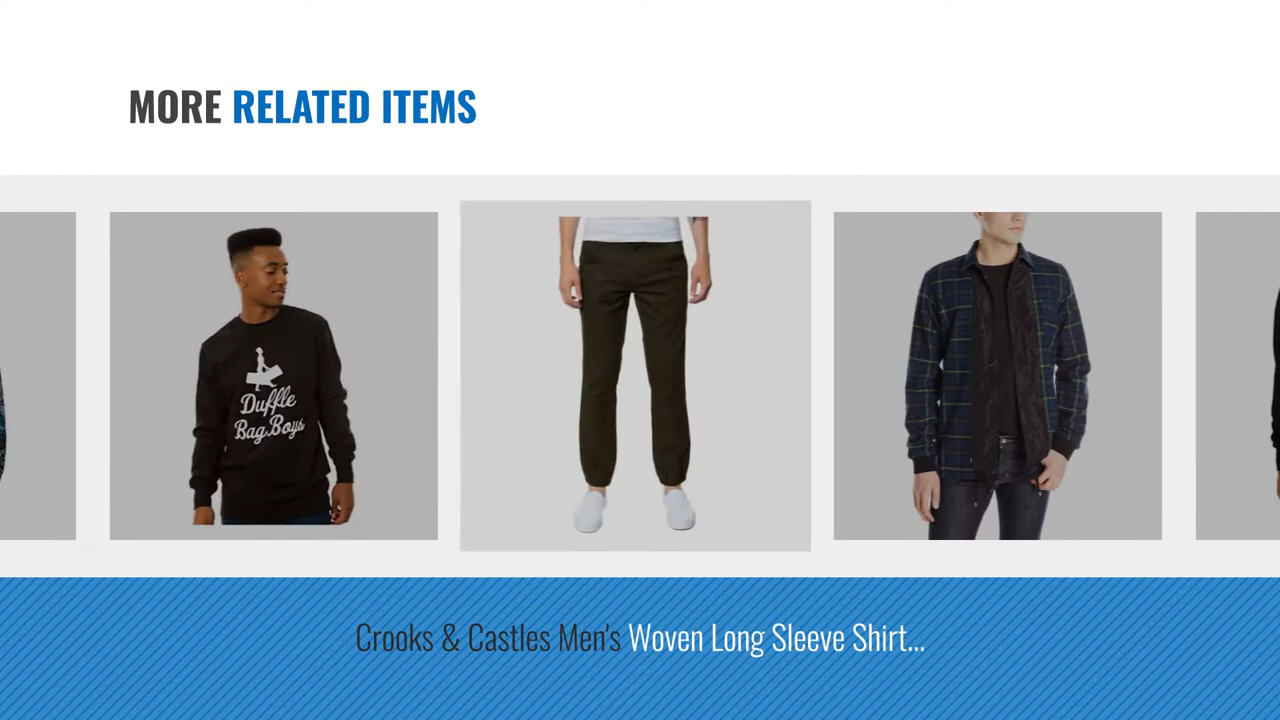 MORE RELATED ITEMS
Duffle
Bag Boys
Crooks & Castles Men's Woven Long Sleeve Shirt...